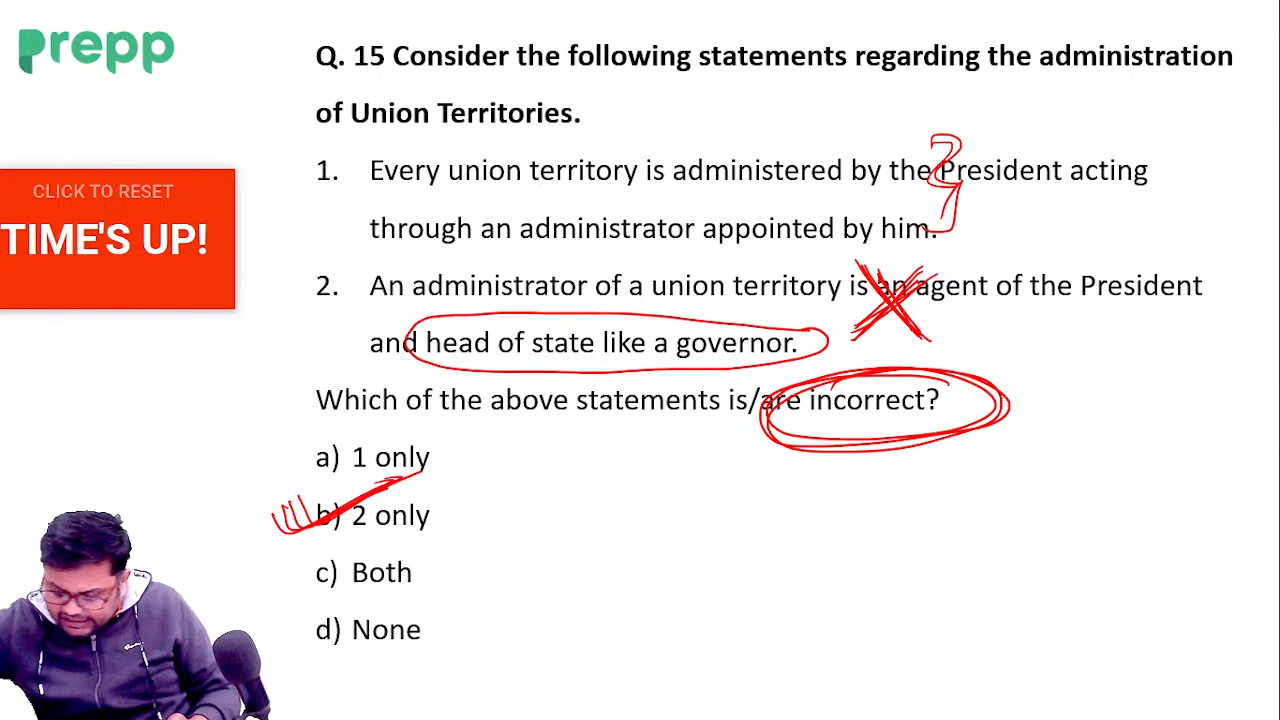 prepp
Q. 15 Consider the following statements regarding the administration
of Union Territories.
1. Every union territory is administered by the President acting
through an administrator appointed by him.
CLICK TO RESET
TIME'S UP!
2. An administrator of a union territory is an agent of the President
and head of state like a governor.
Which of the above statements is/are incorrect?
a) 1 only
b) 2 only
c) Both
d) None